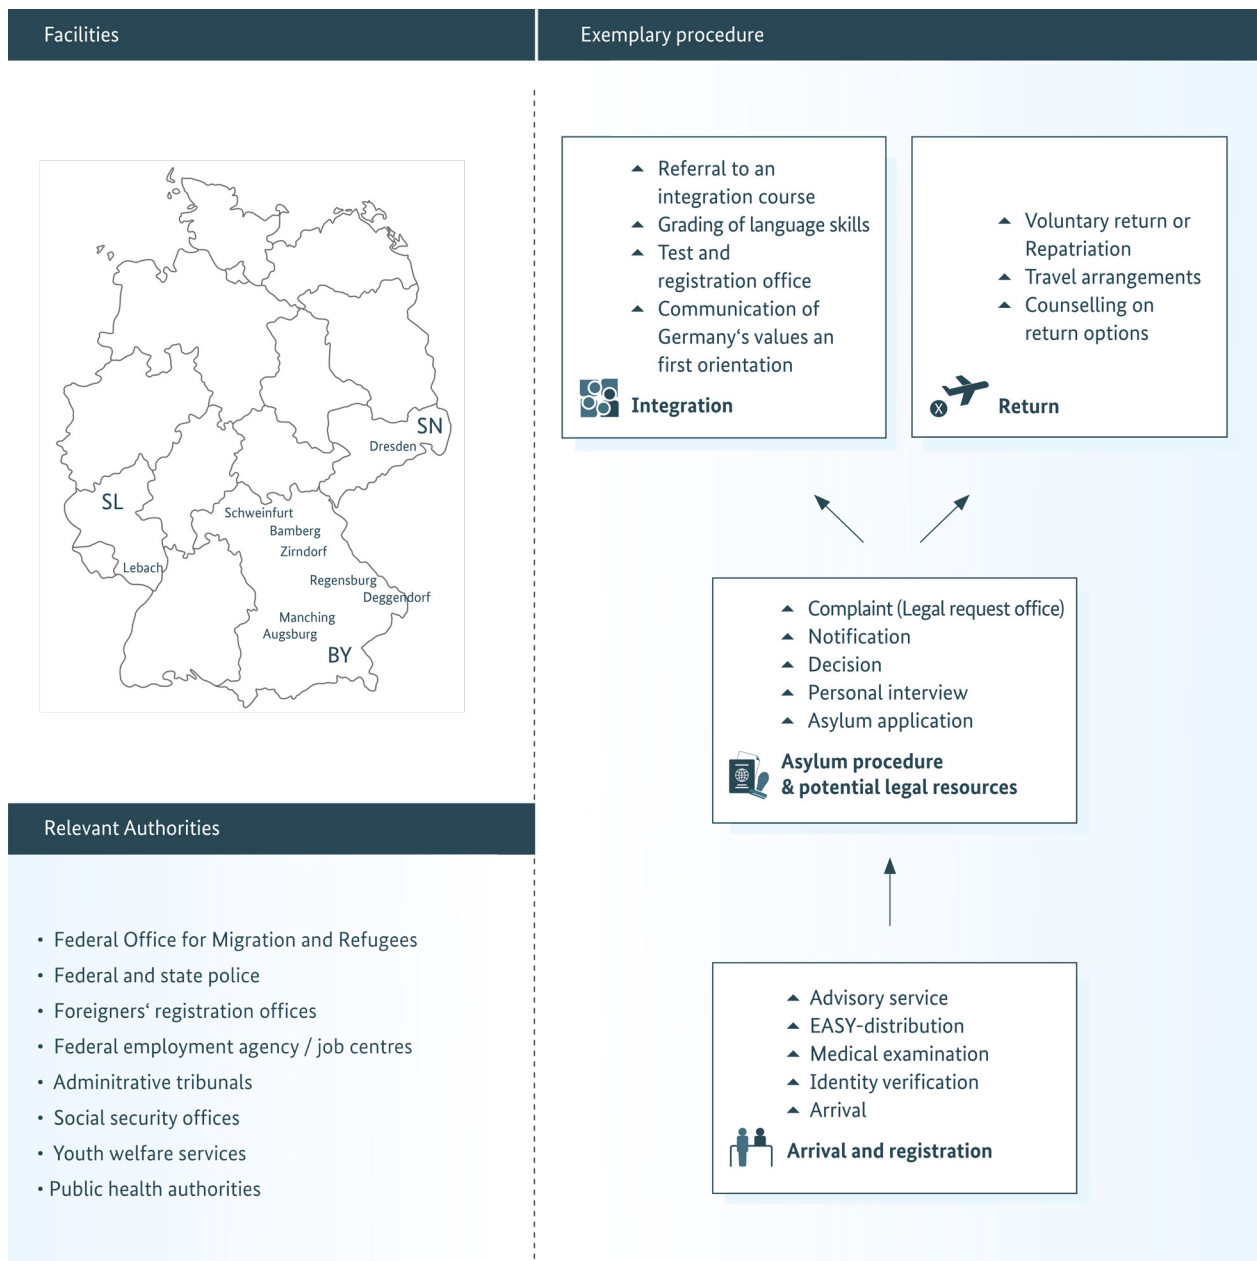 Facilities
SN
Dresden
SL
Schweinfurt
Bamberg
Zirndorf
Lebach
Regensburg
Deggendorf
Manching
Augsburg
BY
Relevant Authorities
• Federal Office for Migration and Refugees
• Federal and state police
• Foreigners‘ registration offices
• Federal employment agency / job centres
• Adminitrative tribunals
• Social security offices
• Youth welfare services
• Public health authorities
Exemplary procedure
Referral to an
integration course
Grading of language skills
Test and
registration office
Communication of
Germany‘s values an
first orientation
Integration
Voluntary return or
Repatriation
Travel arrangements
Counselling on
return options
X
Return
Complaint (Legal request office)
Notification
Decision
Personal interview
Asylum application
Asylum procedure
& potential legal resources
Advisory service
EASY-distribution
Medical examination
Identity verification
Arrival
Arrival and registration